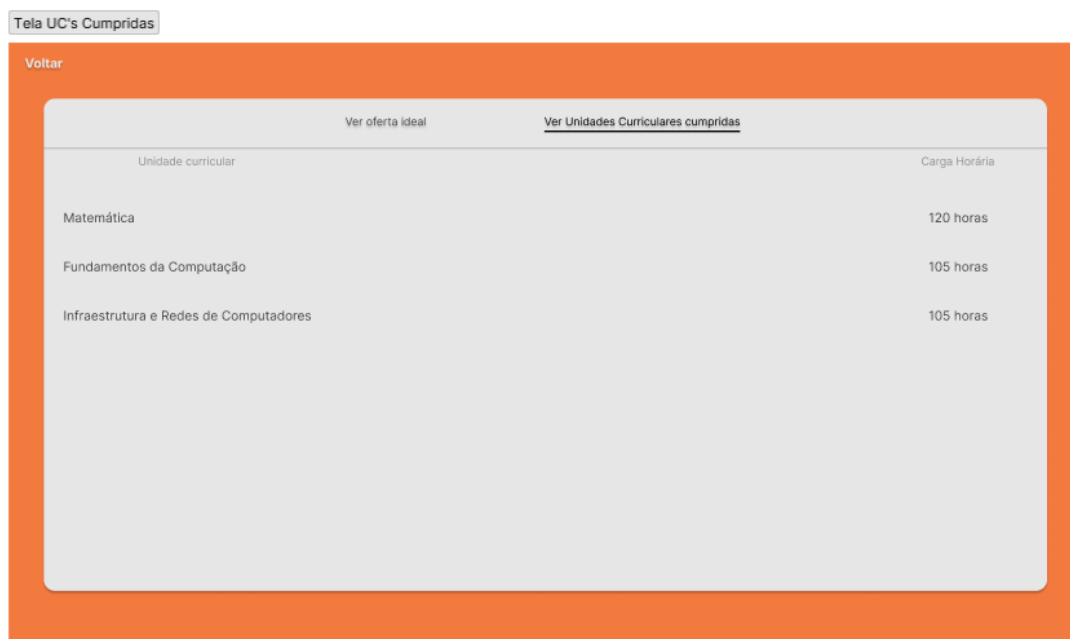 Tela UC's Cumpridas
Voltar
Ver oferta ideal Ver Unidades Curriculares cumpridas
Unidade curricular Carga Horária
Matemática 120 horas
Fundamentos da Computação 105 horas
Infraestrutura e Redes de Computadores 105 horas